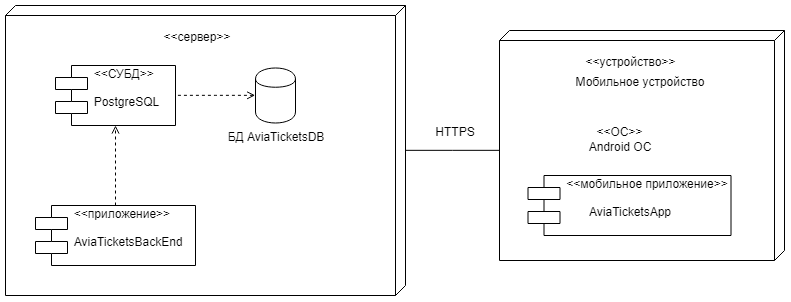 <<сервер>>
<<СУБД>>
PostgreSQL
БД AviaTicketsDB
<<приложение>>
AviaTicketsBackEnd
HTTPS
<<устройство>>
Мобильное устройство
<<ОС>>
Android ОС
<<мобильное приложение>>
AviaTicketsApp